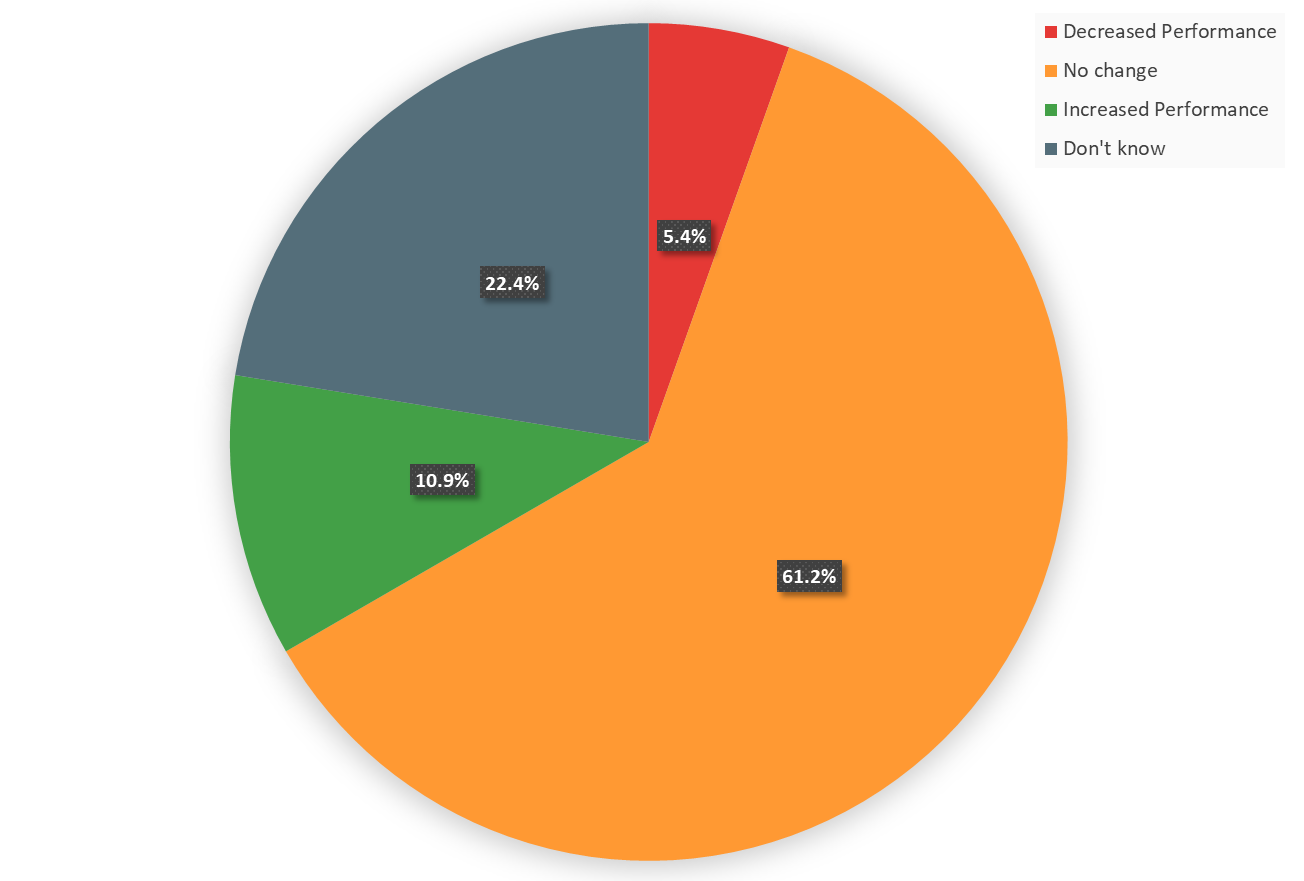 Decreased Performance
No change
Increased Performance
Don't know
5.4%
22.4%
10.9%
61.2%